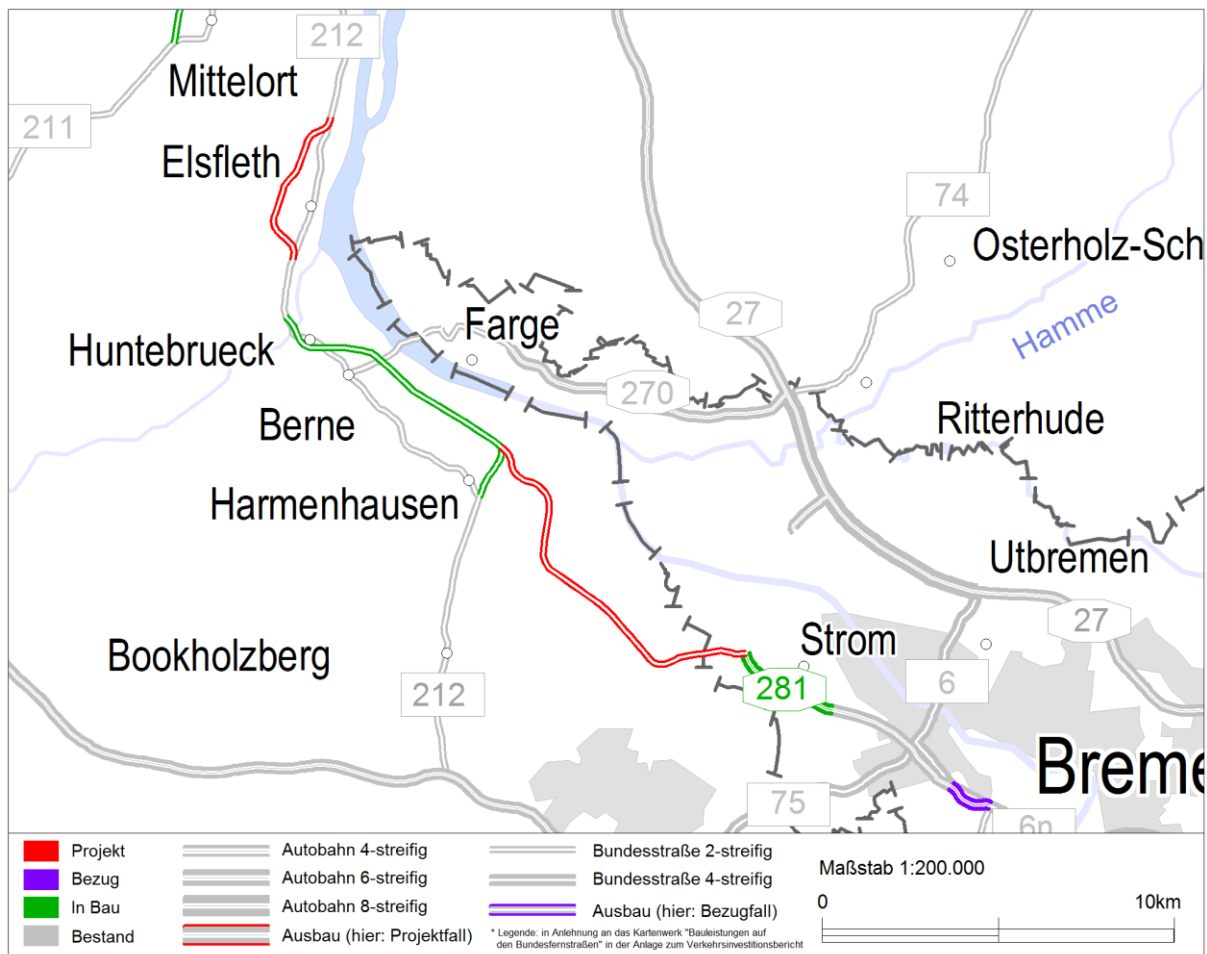 212
Mittelort
211
Elsfleth
74
Osterholz-Sch
27
Hamme
Farge
Huntebrueck
270
Ritterhude
Berne
Harmenhausen
Utbremen
27
Strom
Bookholzberg
281
6
212
Breme
75
6n
Projekt
Bezug
In Bau
Bestand
Autobahn 4-streifig
Autobahn 6-streifig
Autobahn 8-streifig
Ausbau (hier: Projektfall)
Bundesstraße 2-streifig
Bundesstraße 4-streifig
Ausbau (hier: Bezugfall)
* Legende: in Anlehnung an das Kartenwerk "Bauleistungen auf
den Bundesfernstraßen" in der Anlage zum Verkehrsinvestitionsbericht
Maßstab 1:200.000
0 10km